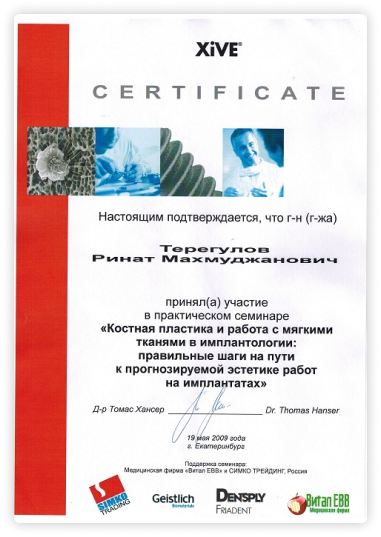 XiVE®
CERTIFICATE
Настоящим подтверждается, что г-н (г-жа)
Терегулов
Ринат Махмуджанович
принял(а) участие
в практическом семинаре
«Костная пластика и работа с мягкими
тканями в имплантологии:
правильные шаги на пути
к прогнозируемой эстетике работ
на имплантатах»
Д-р Томас Хансер Dr. Thomas Hanser
19 мая 2009 года
г. Екатеринбург
Поддержка семинара:
Медицинская фирма «Витал ЕВВ» и СИМКО ТРЕЙДИНГ, Россия
SIMKO
TRADING
Geistlich
Biomaterials
DENTSPLY
FRIADENT
Витал ЕВВ
Медицинская фирма